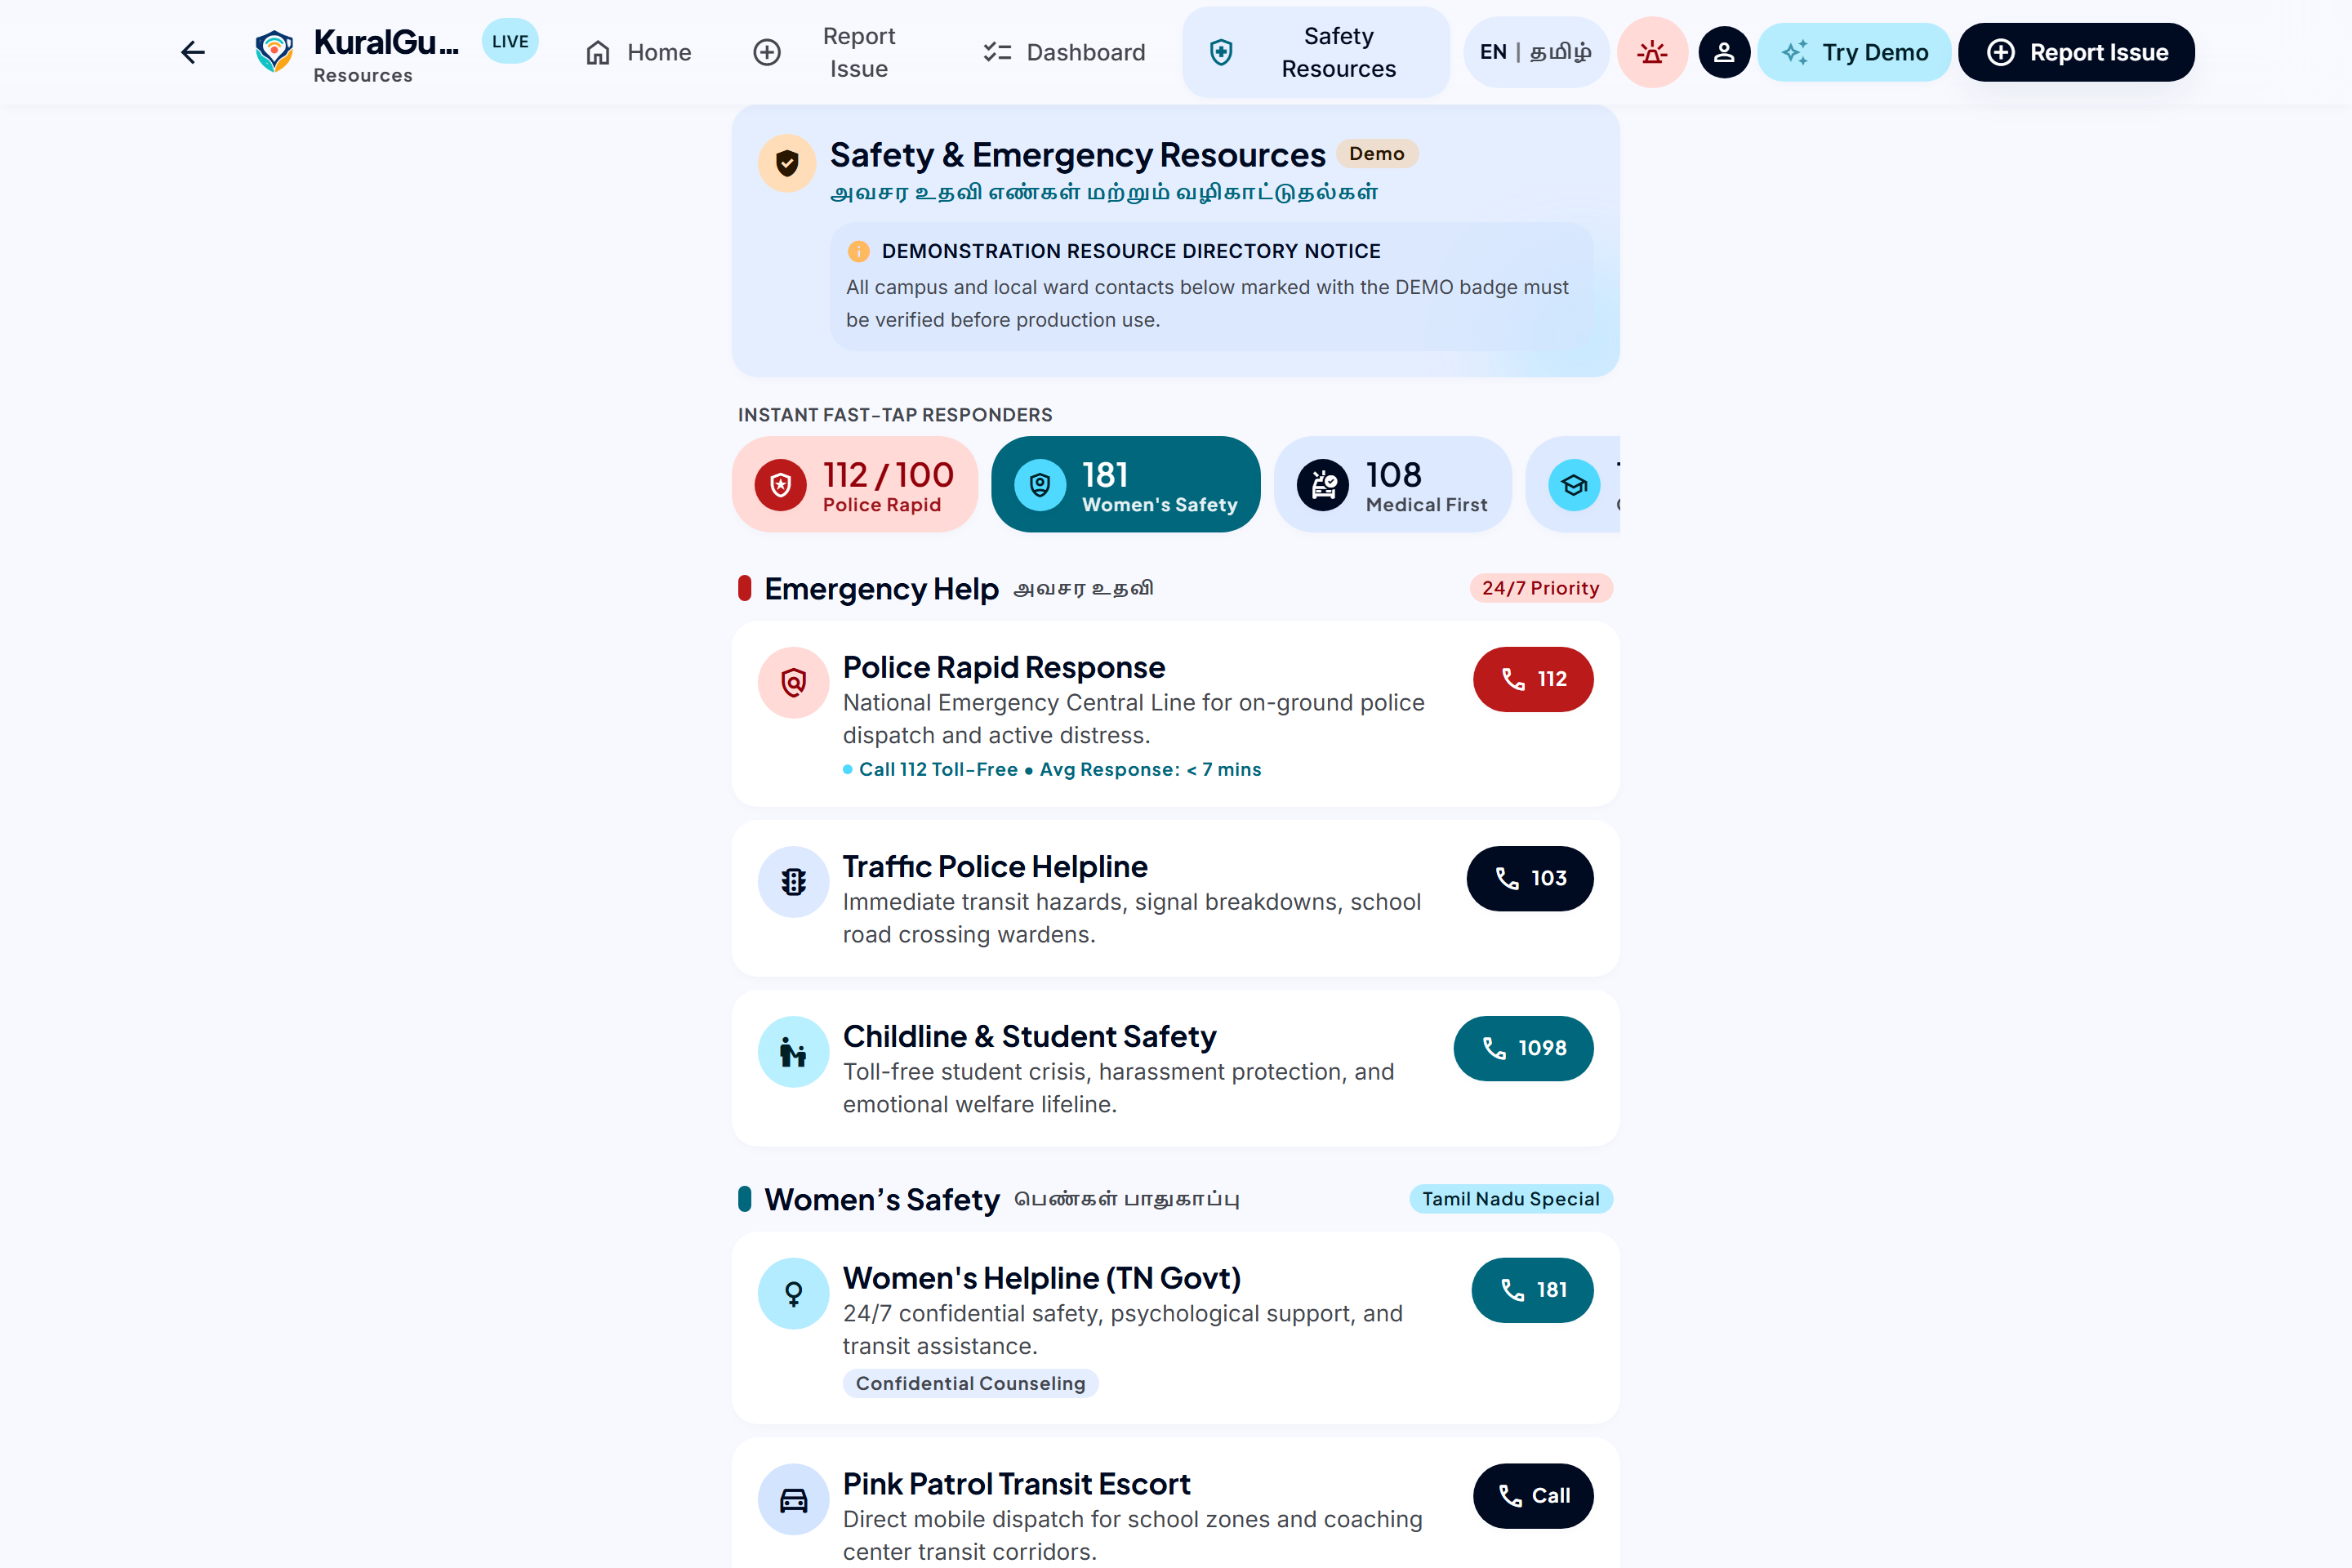 KuralGu...
Resources
LIVE
Home
Report
Issue
Dashboard
Safety
Resources
EN | தமிழ்
Try Demo
Report Issue
Safety & Emergency Resources
Demo
அவசர உதவி எண்கள் மற்றும் வழிகாட்டுதல்கள்
DEMONSTRATION RESOURCE DIRECTORY NOTICE
All campus and local ward contacts below marked with the DEMO badge must
be verified before production use.
INSTANT FAST-TAP RESPONDERS
112 / 100
Police Rapid
181
Women's Safety
108
Medical First
Emergency Help அவசர உதவி
24/7 Priority
Police Rapid Response
National Emergency Central Line for on-ground police
dispatch and active distress.
Call 112 Toll-Free • Avg Response: < 7 mins
112
Traffic Police Helpline
Immediate transit hazards, signal breakdowns, school
road crossing wardens.
103
Childline & Student Safety
Toll-free student crisis, harassment protection, and
emotional welfare lifeline.
1098
Women’s Safety பெண்கள் பாதுகாப்பு
Tamil Nadu Special
Women's Helpline (TN Govt)
24/7 confidential safety, psychological support, and
transit assistance.
Confidential Counseling
181
Pink Patrol Transit Escort
Direct mobile dispatch for school zones and coaching
center transit corridors.
Call